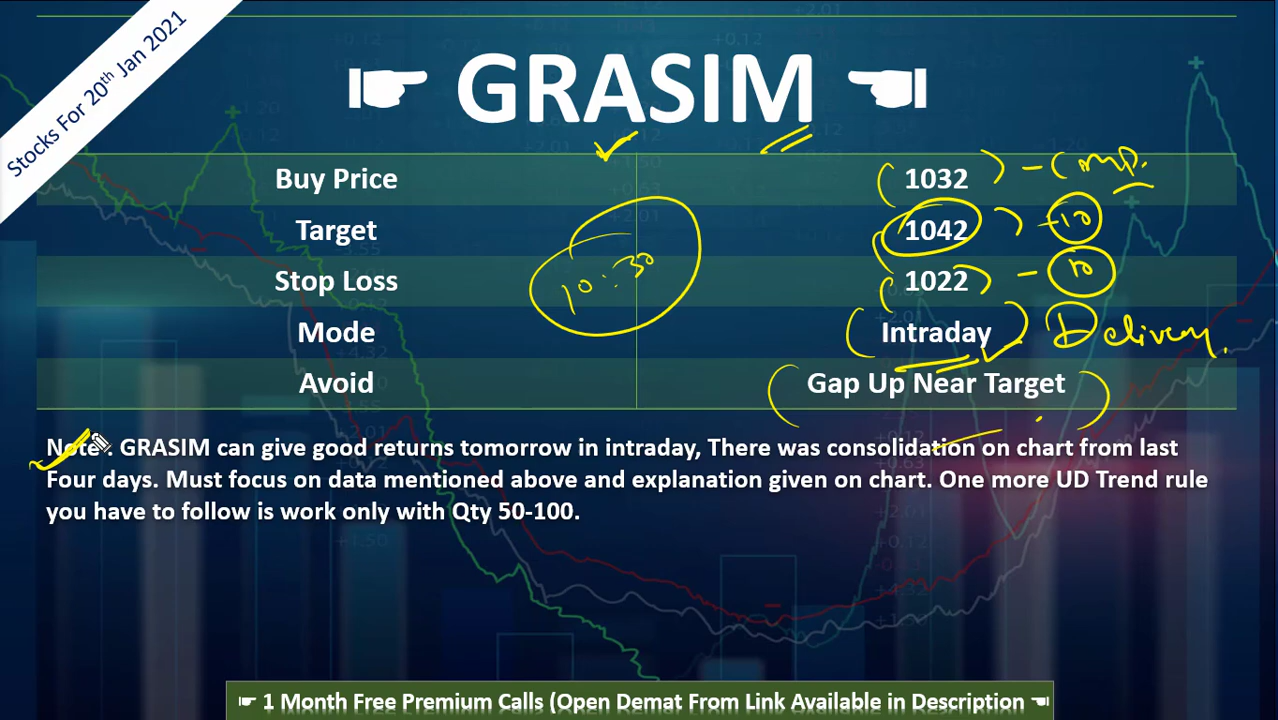 Stocks For 20th Jan 2021
☛ GRASIM ☚
Buy Price 1032 - Cmp.
Target 1042 - 10
Stop Loss 1022 - 10
10:30
Mode Intraday Delivery.
Avoid Gap Up Near Target
Note: GRASIM can give good returns tomorrow in intraday, There was consolidation on chart from last
Four days. Must focus on data mentioned above and explanation given on chart. One more UD Trend rule
you have to follow is work only with Qty 50-100.
☛ 1 Month Free Premium Calls (Open Demat From Link Available in Description ☚